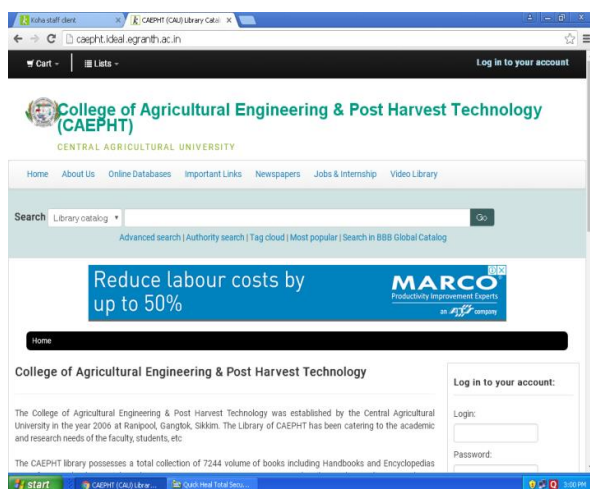 Koha staff client
CAEPHT (CAU) Library Catal
caepht.ideal.egranth.ac.in
Cart
Lists
Log in to your account
College of Agricultural Engineering & Post Harvest Technology
(CAEPHT)
CENTRAL AGRICULTURAL UNIVERSITY
Home About Us Online Databases Important Links Newspapers Jobs & Internship Video Library
Search Library catalog Go
Advanced search | Authority search | Tag cloud | Most popular | Search in BBB Global Catalog
Reduce labour costs by
up to 50%
MARCO
Productivity Improvement Experts
an company
Home
College of Agricultural Engineering & Post Harvest Technology
The College of Agricultural Engineering & Post Harvest Technology was established by the Central Agricultural
University in the year 2006 at Ranipool, Gangtok, Sikkim. The Library of CAEPHT has been catering to the academic
and research needs of the faculty, students, etc
The CAEPHT library possesses a total collection of 7244 volume of books including Handbooks and Encyclopedias
Log in to your account:
Login:
Password:
start
CAEPHT (CAU) Librar...
Quick Heal Total Secu...
3:00 PM